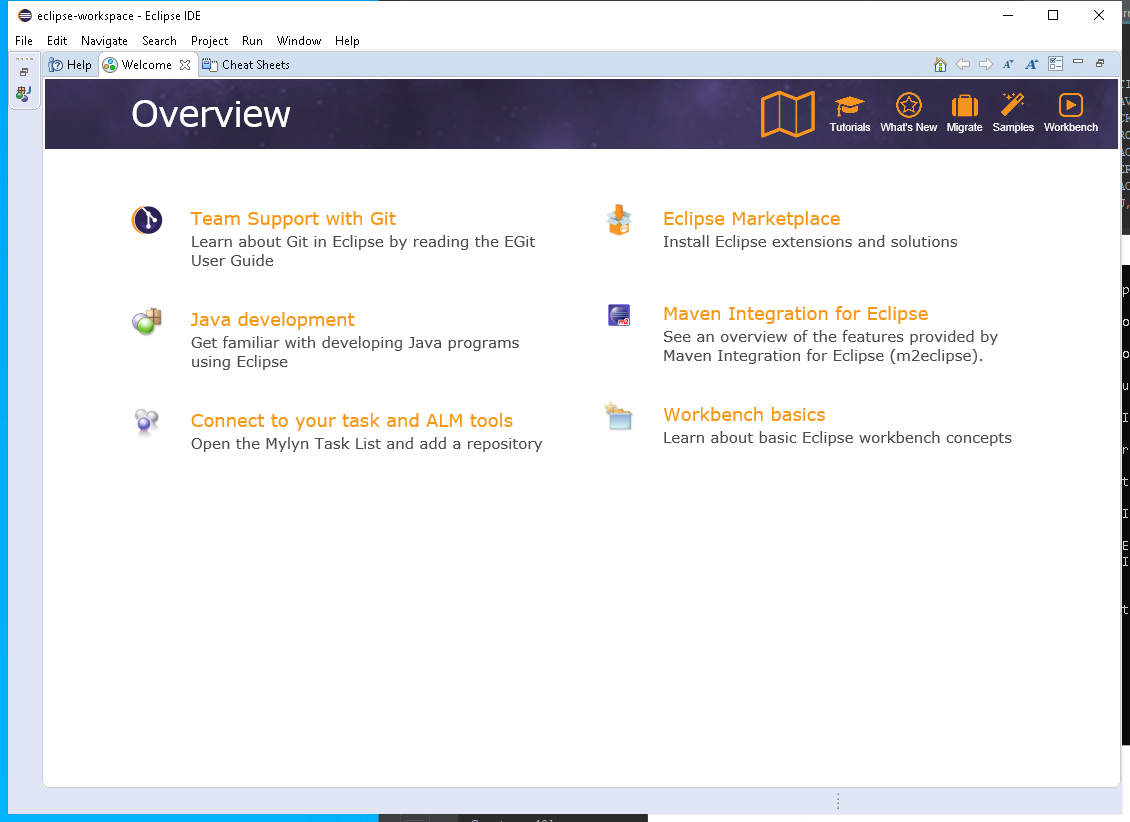 eclipse-workspace - Eclipse IDE
File Edit Navigate Search Project Run Window Help
Help Welcome Cheat Sheets
Overview
Tutorials What's New Migrate Samples Workbench
Team Support with Git
Learn about Git in Eclipse by reading the EGit
User Guide
Eclipse Marketplace
Install Eclipse extensions and solutions
Java development
Get familiar with developing Java programs
using Eclipse
Maven Integration for Eclipse
See an overview of the features provided by
Maven Integration for Eclipse (m2eclipse).
Connect to your task and ALM tools
Open the Mylyn Task List and add a repository
Workbench basics
Learn about basic Eclipse workbench concepts